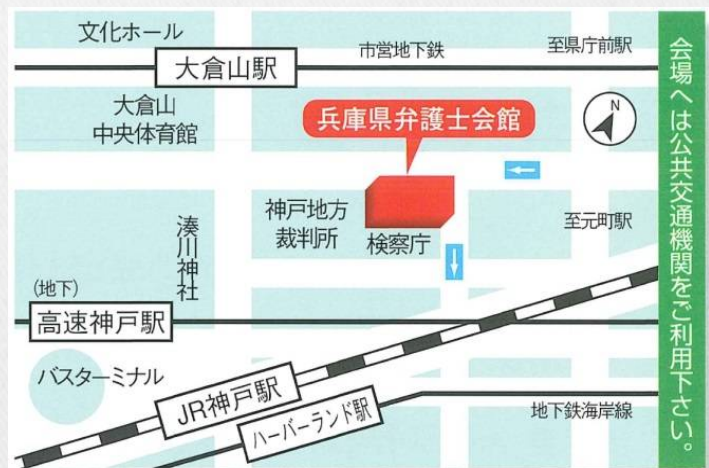 文化ホール
市営地下鉄
至県庁前駅
大倉山駅
大倉山
中央体育館
兵庫県弁護士会館
N
神戸地方
裁判所
検察庁
至元町駅
湊川神社
(地下)
高速神戸駅
バスターミナル
JR神戸駅
ハーバーランド駅
地下鉄海岸線
会場へは公共交通機関をご利用下さい。